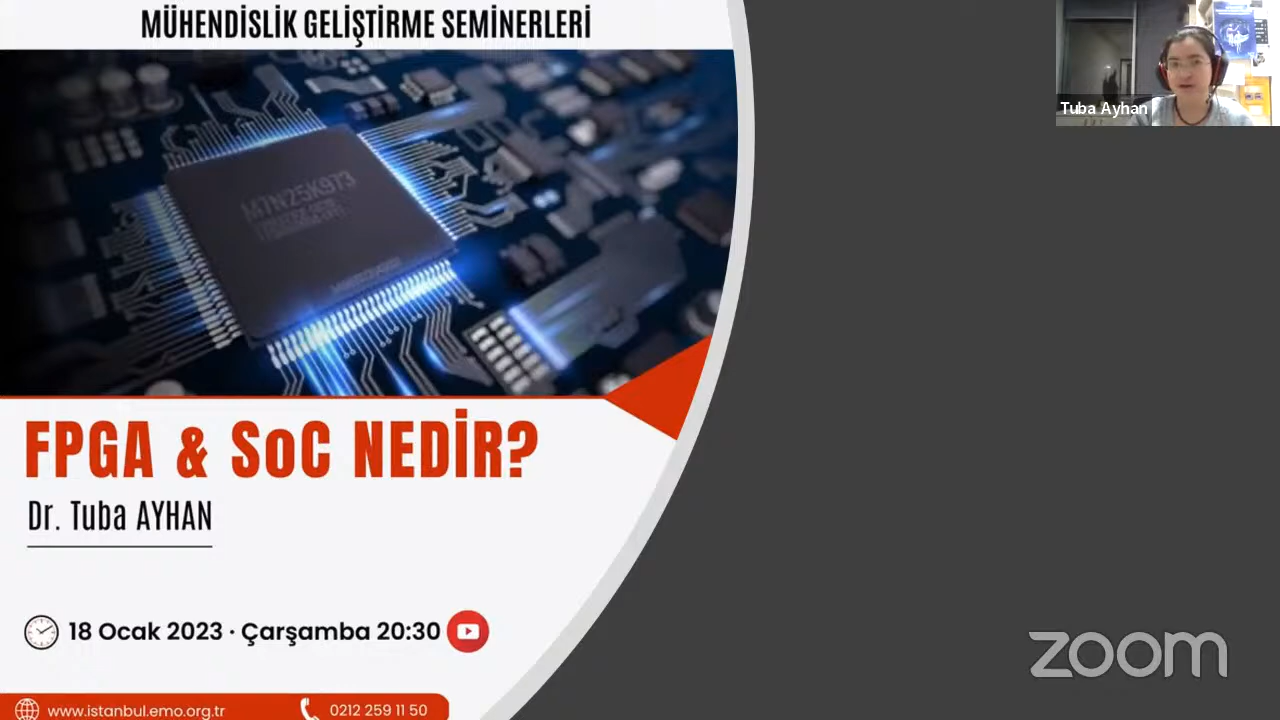 MÜHENDİSLİK GELİŞTİRME SEMİNERLERİ
Tuba Ayhan
MTN25K9T3
FPGA & SoC NEDİR?
Dr. Tuba AYHAN
18 Ocak 2023 · Çarşamba 20:30
www.istanbul.emo.org.tr
0212 259 11 50
zoom